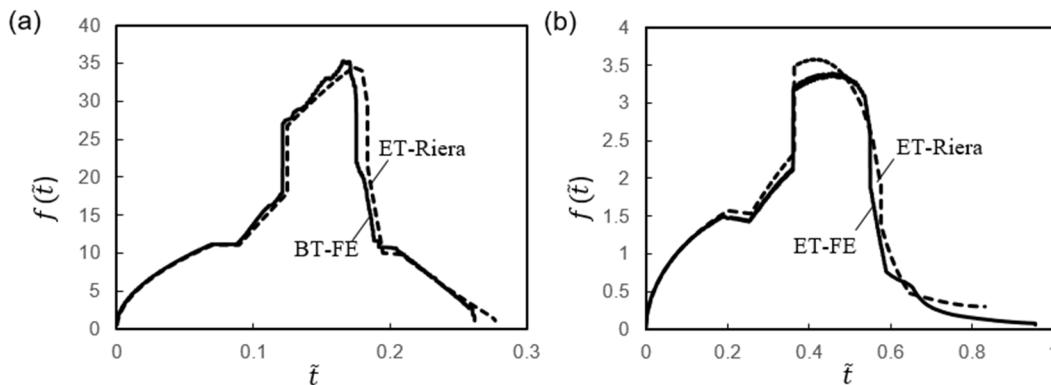 (a)
40
35
30
25
20
15
10
5
0
f (t̃)
ET-Riera
BT-FE
0 0.1 0.2 0.3
t̃
(b)
4
3.5
3
2.5
2
1.5
1
0.5
0
f (t̃)
ET-Riera
ET-FE
0 0.2 0.4 0.6 0.8 1
t̃